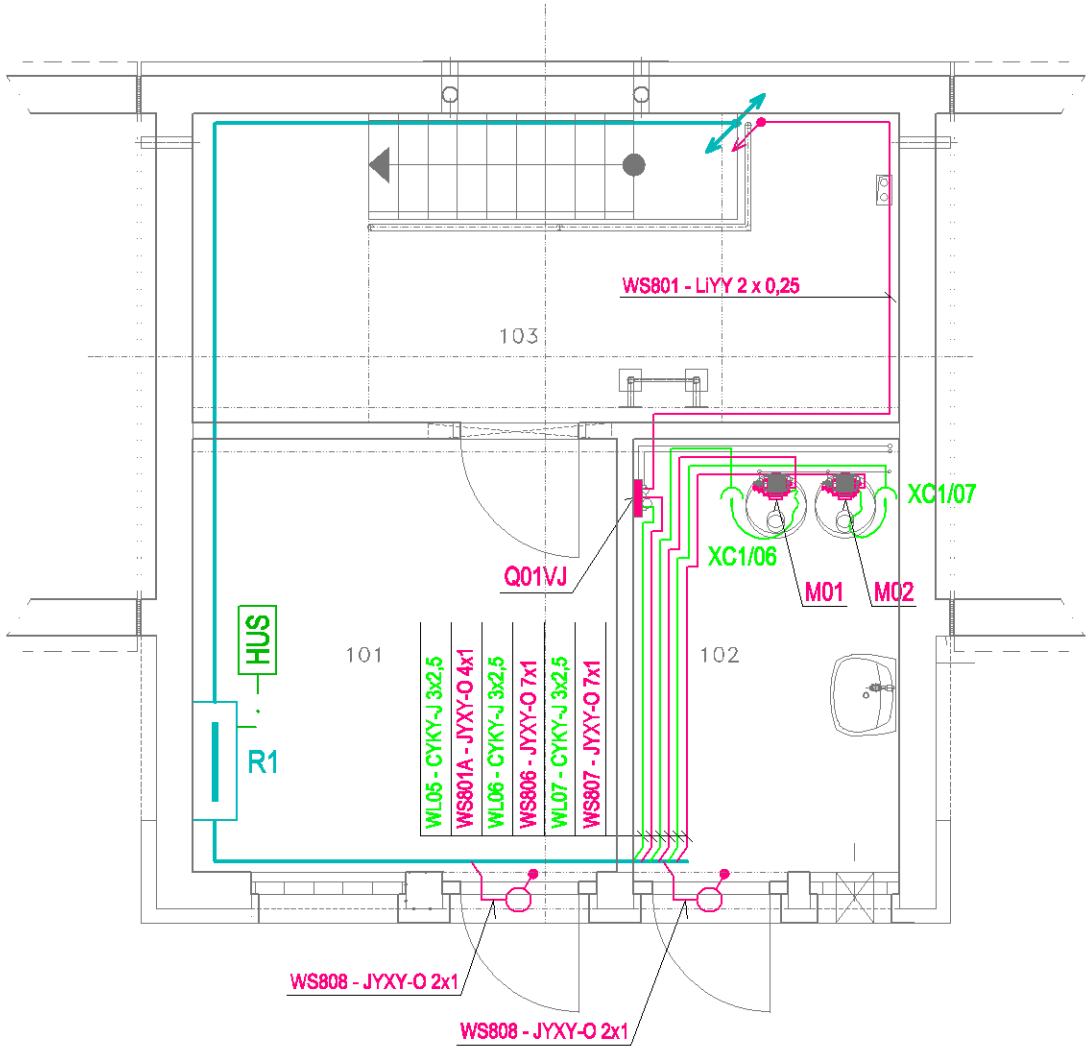 WS801 - LiYY 2 x 0,25
103
XC1/07
XC1/06
Q01VJ
M01
M02
HUS
101
102
R1
WL05 - CYKY-J 3x2,5
WS801A - JYXY-O 4x1
WL06 - CYKY-J 3x2,5
WS806 - JYXY-O 7x1
WL07 - CYKY-J 3x2,5
WS807 - JYXY-O 7x1
WS808 - JYXY-O 2x1
WS808 - JYXY-O 2x1